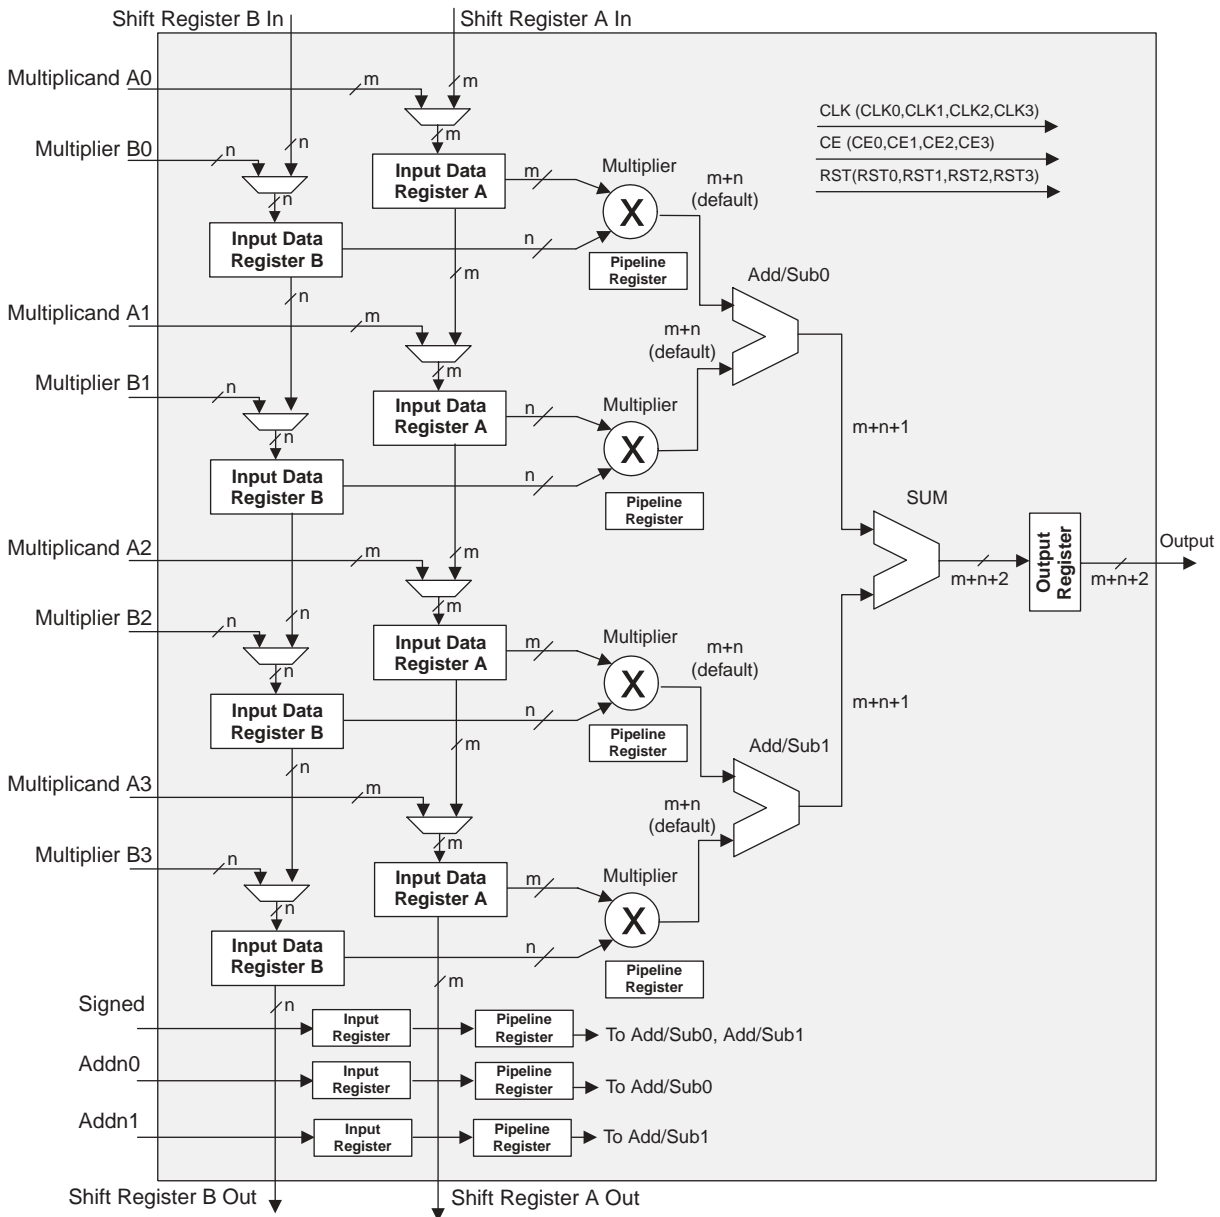 Shift Register B In
Shift Register A In
Multiplicand A0
m
m
CLK (CLK0,CLK1,CLK2,CLK3)
m
Multiplier B0
n
n
CE (CE0,CE1,CE2,CE3)
Input Data
Register A
m
Multiplier
m+n
(default)
RST(RST0,RST1,RST2,RST3)
n
X
Input Data
Register B
n
Pipeline
Register
m
Add/Sub0
n
Multiplicand A1
m
m+n
(default)
m
Multiplier B1
n
Input Data
Register A
n
Multiplier
m+n+1
n
X
Input Data
Register B
n
Pipeline
Register
SUM
Multiplicand A2
m
m
Output
Output
Register
m+n+2
m+n+2
m
Multiplier B2
n
n
Input Data
Register A
m
Multiplier
m+n
(default)
n
X
m+n+1
Input Data
Register B
n
Pipeline
Register
Add/Sub1
m
n
Multiplicand A3
m
m+n
(default)
m
Multiplier B3
n
Input Data
Register A
m
Multiplier
n
X
Input Data
Register B
n
Pipeline
Register
m
n
Signed
Input
Register
Pipeline
Register
To Add/Sub0, Add/Sub1
Addn0
Input
Register
Pipeline
Register
To Add/Sub0
Addn1
Input
Register
Pipeline
Register
To Add/Sub1
Shift Register B Out
Shift Register A Out